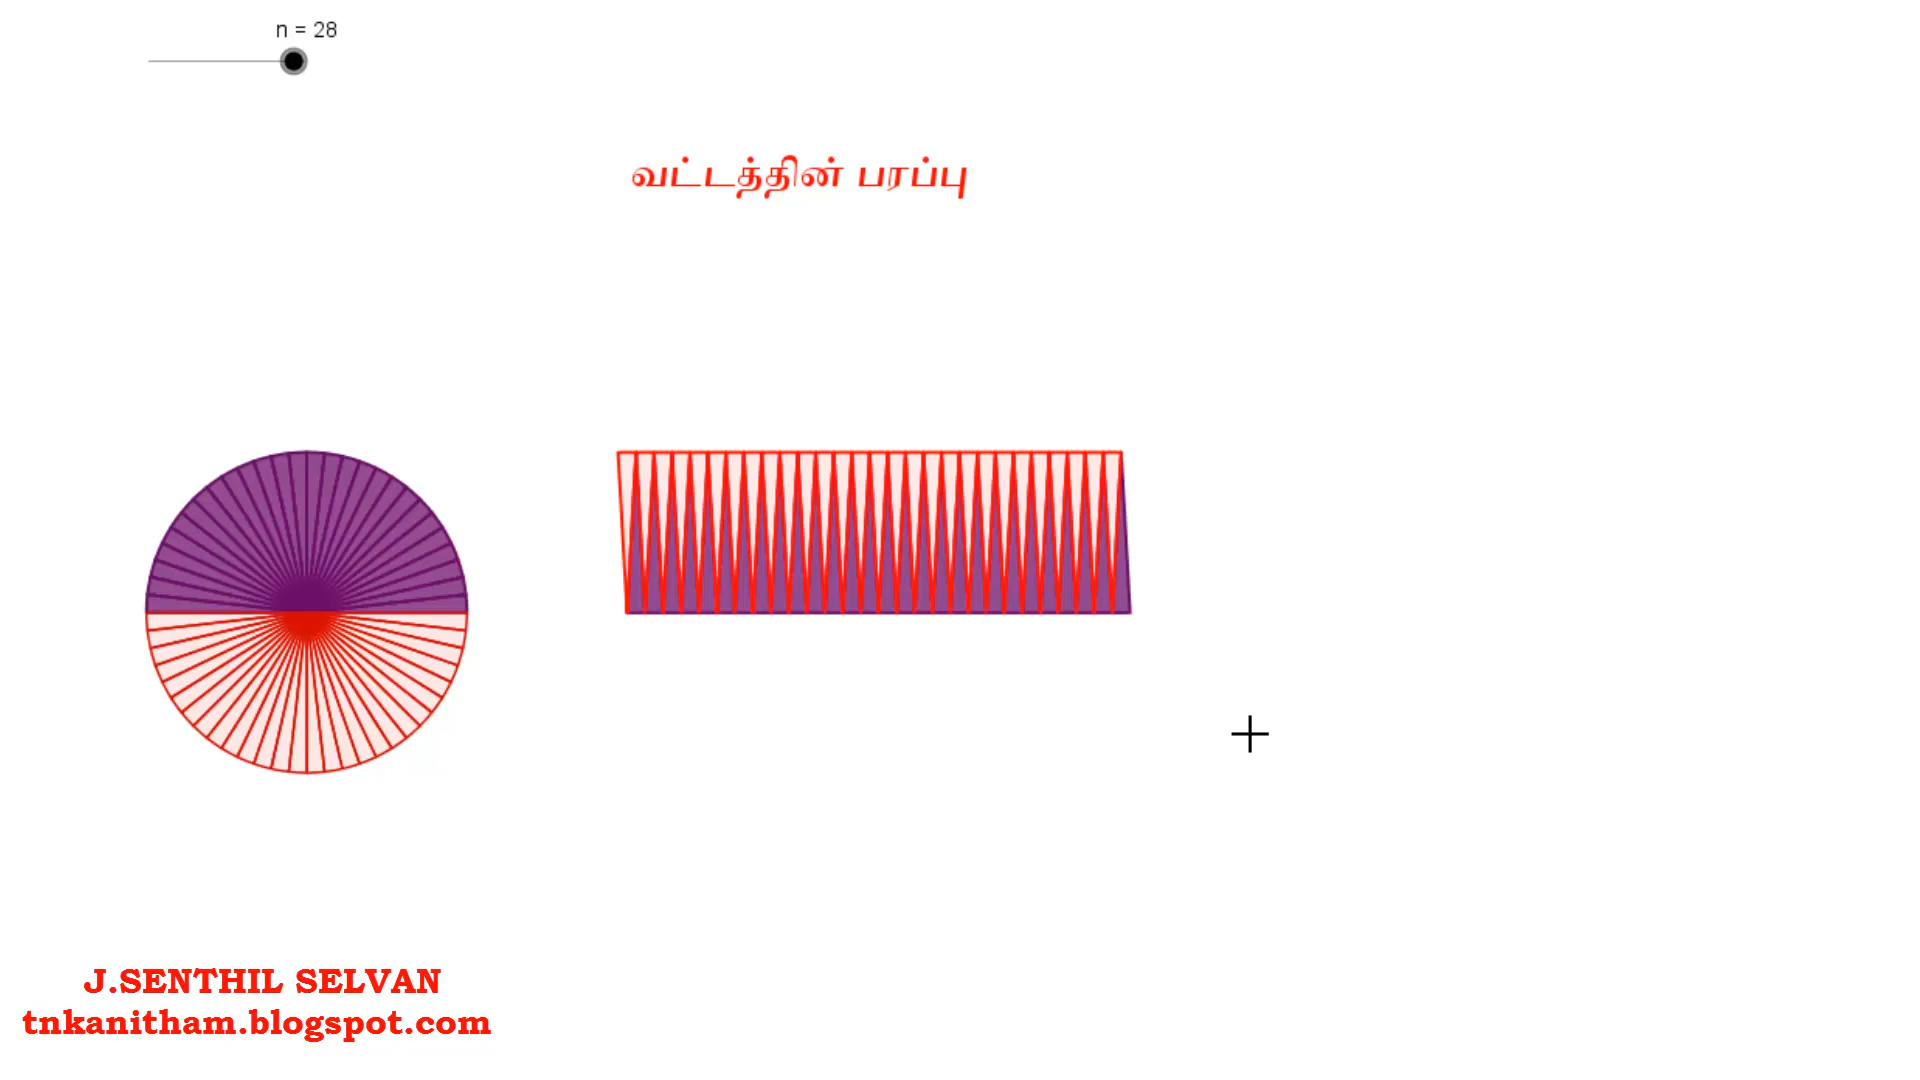 n = 28
வட்டத்தின் பரப்பு
J.SENTHIL SELVAN
tnkanitham.blogspot.com